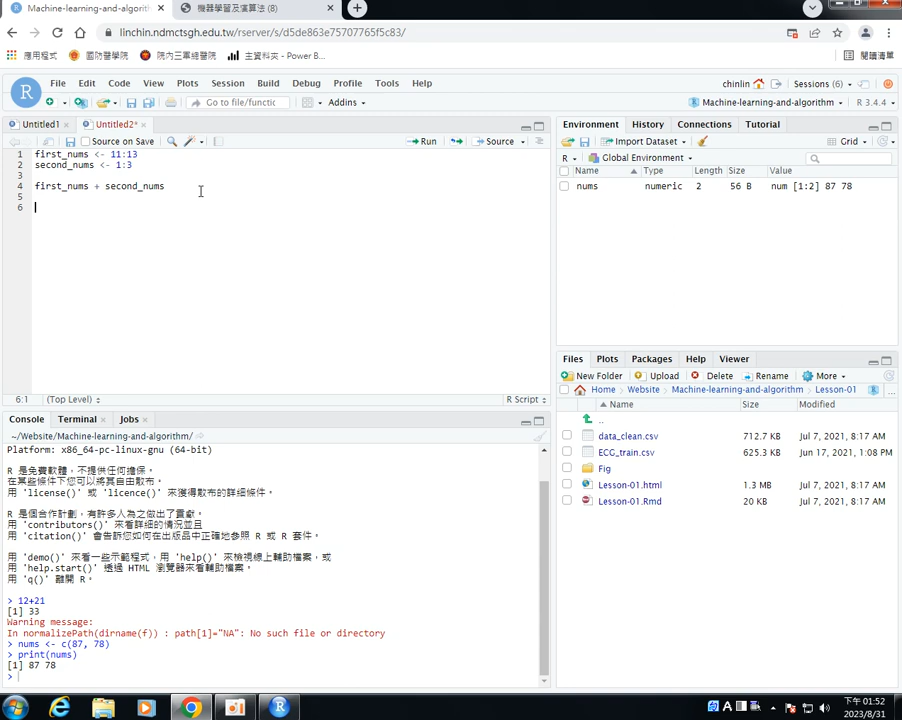 Machine-learning-and-algorith
機器學習及演算法 (8)
linchin.ndmctsgh.edu.tw/rserver/s/d5de863e75707765f5c83/
應用程式
國防醫學院
院內三軍總醫院
主資料夾 - Power B...
閱讀清單
File Edit Code View Plots Session Build Debug Profile Tools Help
chinlin
Sessions (6)
Go to file/functic
Addins
Machine-learning-and-algorithm
R 3.4.4
Untitled1
Untitled2*
Source on Save
Run
Source
1 first_nums <- 11:13
2 second_nums <- 1:3
3
4 first_nums + second_nums
5
6
6:1 (Top Level)
R Script
Console Terminal Jobs
~/Website/Machine-learning-and-algorithm/
Platform: x86_64-pc-linux-gnu (64-bit)
R 是免費軟體，不提供任何擔保。
在某些條件下您可以將其自由散布。
用 'license()' 或 'licence()' 來獲得散布的詳細條件。
R 是個合作計劃，有許多人為之做出了貢獻。
用 'contributors()' 來看詳細的情況並且
用 'citation()' 會告訴您如何在出版品中正確地參照 R 或 R 套件。
用 'demo()' 來看一些示範程式，用 'help()' 來檢視線上輔助檔案，或
用 'help.start()' 透過 HTML 瀏覽器來看輔助檔案。
用 'q()' 離開 R。
> 12+21
[1] 33
Warning message:
In normalizePath(dirname(f)) : path[1]="NA": No such file or directory
> nums <- c(87, 78)
> print(nums)
[1] 87 78
>
Environment History Connections Tutorial
Import Dataset
Grid
R
Global Environment
Name Type Length Size Value
nums numeric 2 56 B num [1:2] 87 78
Files Plots Packages Help Viewer
New Folder Upload Delete Rename More
Home Website Machine-learning-and-algorithm Lesson-01
...
Name Size Modified
..
data_clean.csv 712.7 KB Jul 7, 2021, 8:17 AM
ECG_train.csv 625.3 KB Jun 17, 2021, 1:08 PM
Fig
Lesson-01.html 1.3 MB Jul 7, 2021, 8:17 AM
Lesson-01.Rmd 20 KB Jul 7, 2021, 8:17 AM
下午 01:52
2023/8/31